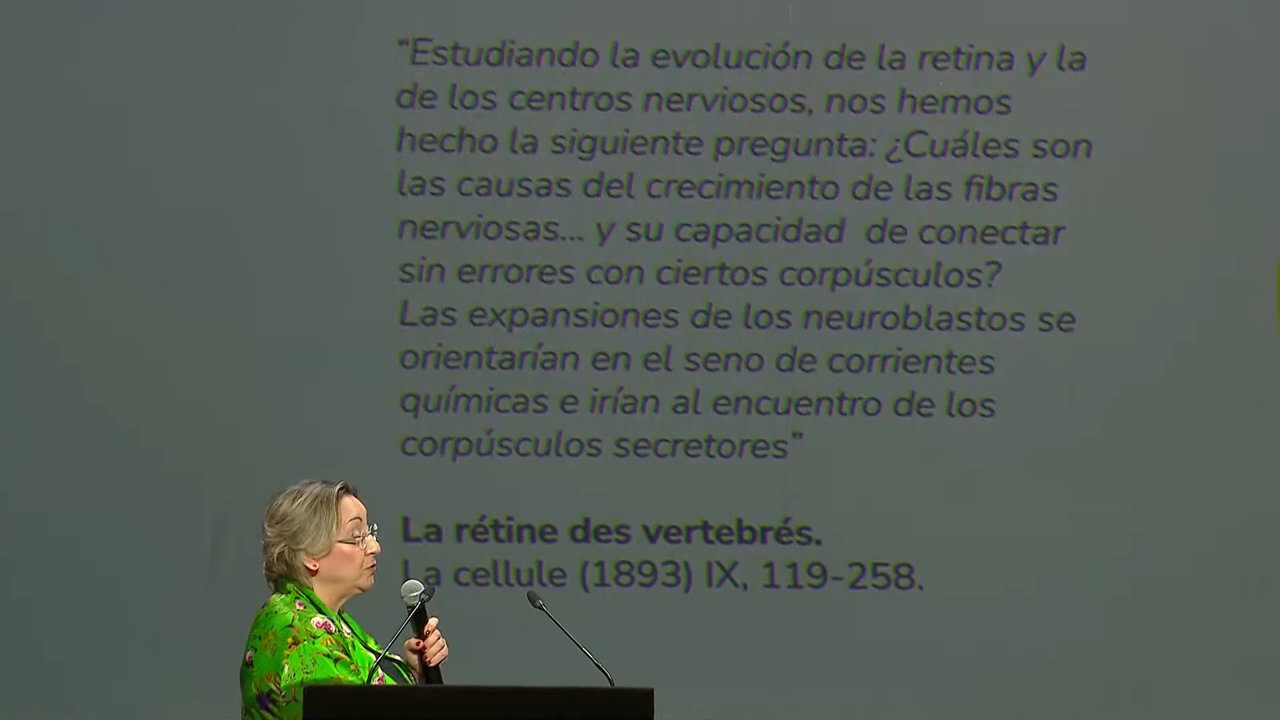 “Estudiando la evolución de la retina y la
de los centros nerviosos, nos hemos
hecho la siguiente pregunta: ¿Cuáles son
las causas del crecimiento de las fibras
nerviosas... y su capacidad de conectar
sin errores con ciertos corpúsculos?
Las expansiones de los neuroblastos se
orientarían en el seno de corrientes
químicas e irían al encuentro de los
corpúsculos secretores”
La rétine des vertebrés.
La cellule (1893) IX, 119-258.